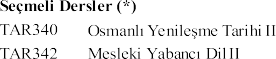 Seçmeli Dersler (*)
TAR340 Osmanlı Yenileşme Tarihi II
TAR342 Mesleki Yabancı Dil II